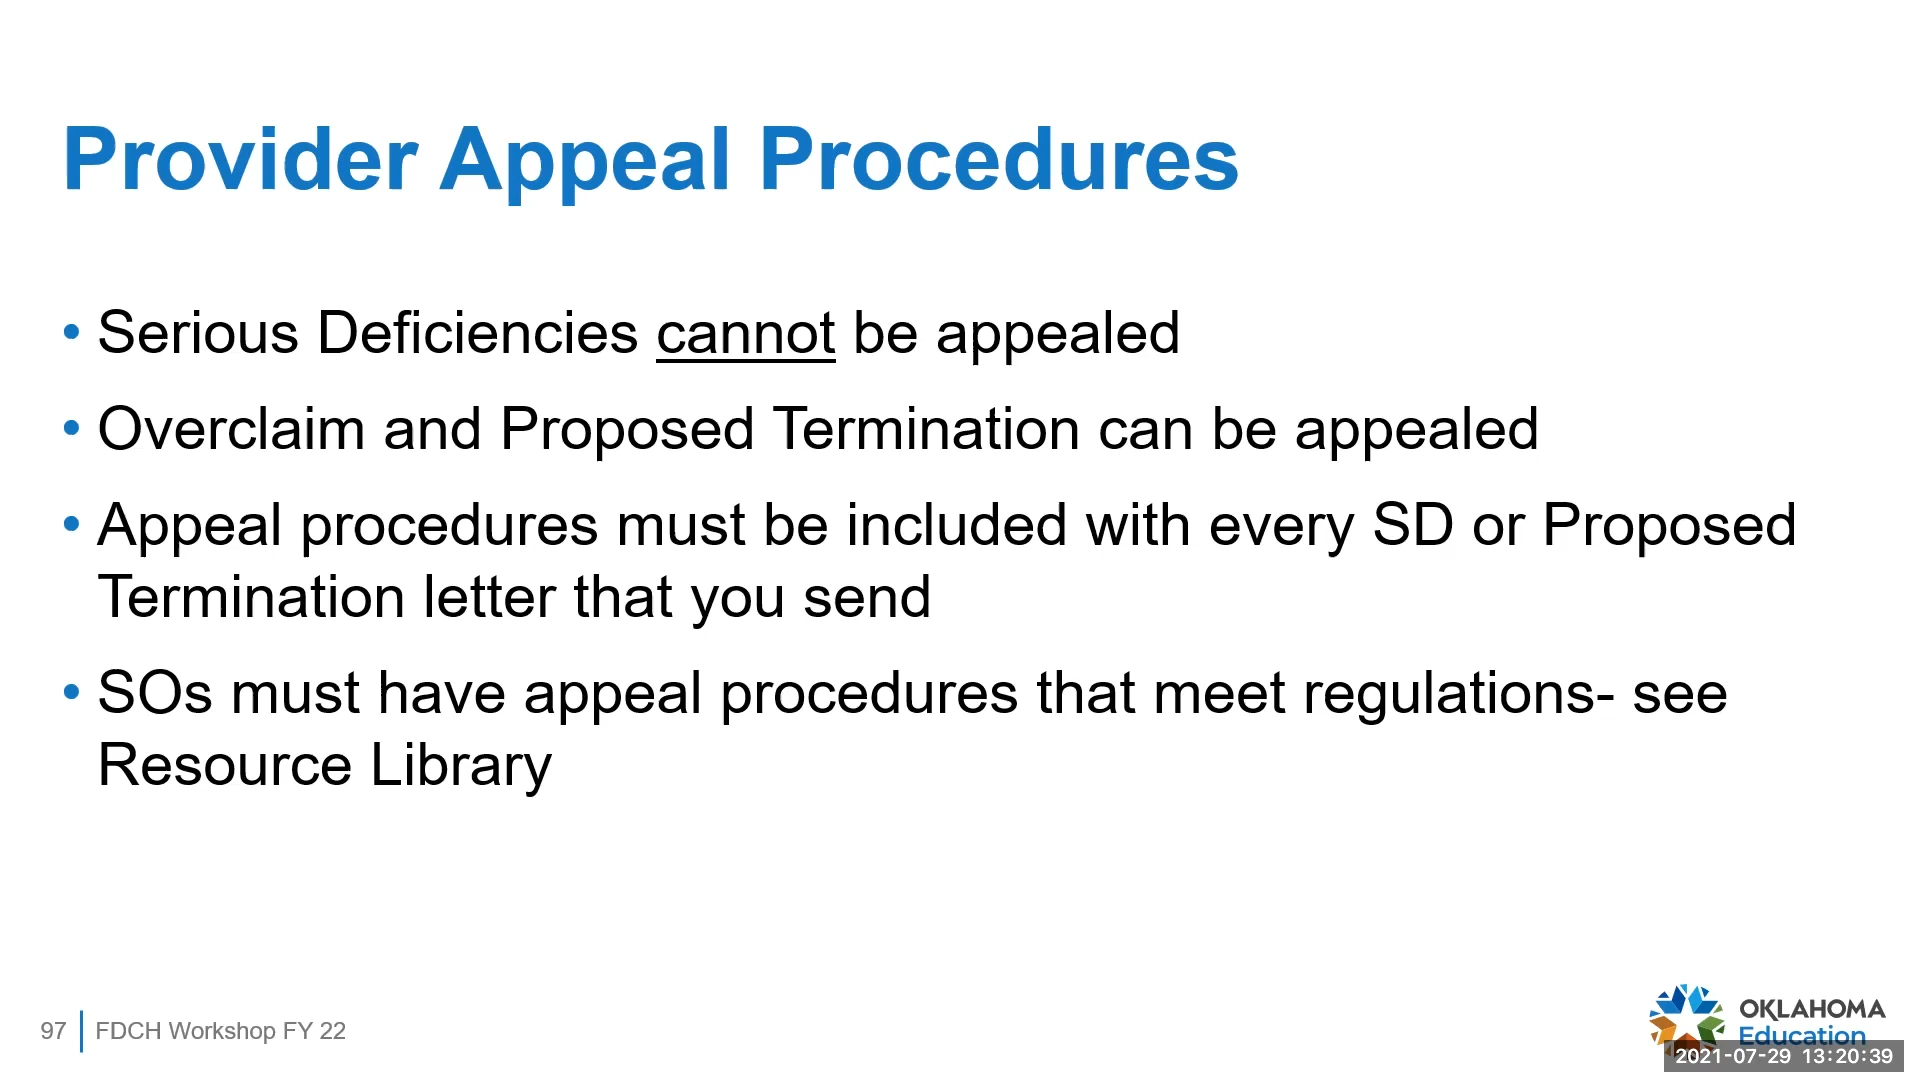 Provider Appeal Procedures
• Serious Deficiencies cannot be appealed
• Overclaim and Proposed Termination can be appealed
• Appeal procedures must be included with every SD or Proposed
Termination letter that you send
• SOs must have appeal procedures that meet regulations- see
Resource Library
97 FDCH Workshop FY 22
OKLAHOMA
Education
2021-07-29 13:20:39